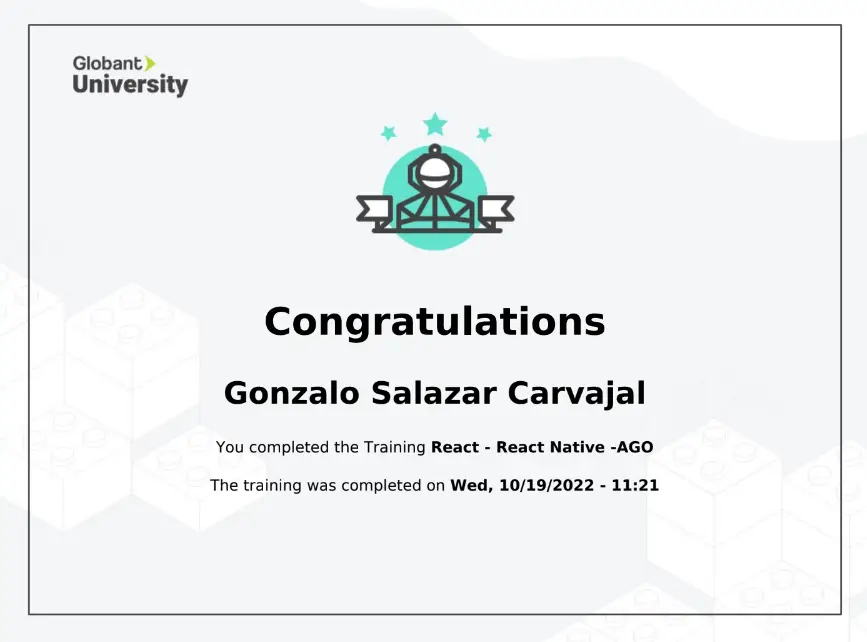 Globant
University
Congratulations
Gonzalo Salazar Carvajal
You completed the Training React - React Native -AGO
The training was completed on Wed, 10/19/2022 - 11:21